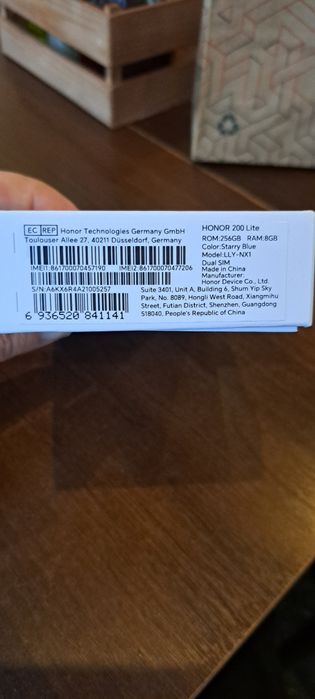 EC REP Honor Technologies Germany GmbH
Toulouser Allee 27, 40211 Düsseldorf, Germany
IMEI1:861700070457190 IMEI2:861700070477206
S/N:A6KX6R4A21005257
6 936520 841141
HONOR 200 Lite
ROM:256GB RAM:8GB
Color:Starry Blue
Model:LLY-NX1
Dual SIM
Made in China
Manufacturer:
Honor Device Co., Ltd.
Suite 3401, Unit A, Building 6, Shum Yip Sky
Park, No. 8089, Hongli West Road, Xiangmihu
Street, Futian District, Shenzhen, Guangdong
518040, People's Republic of China